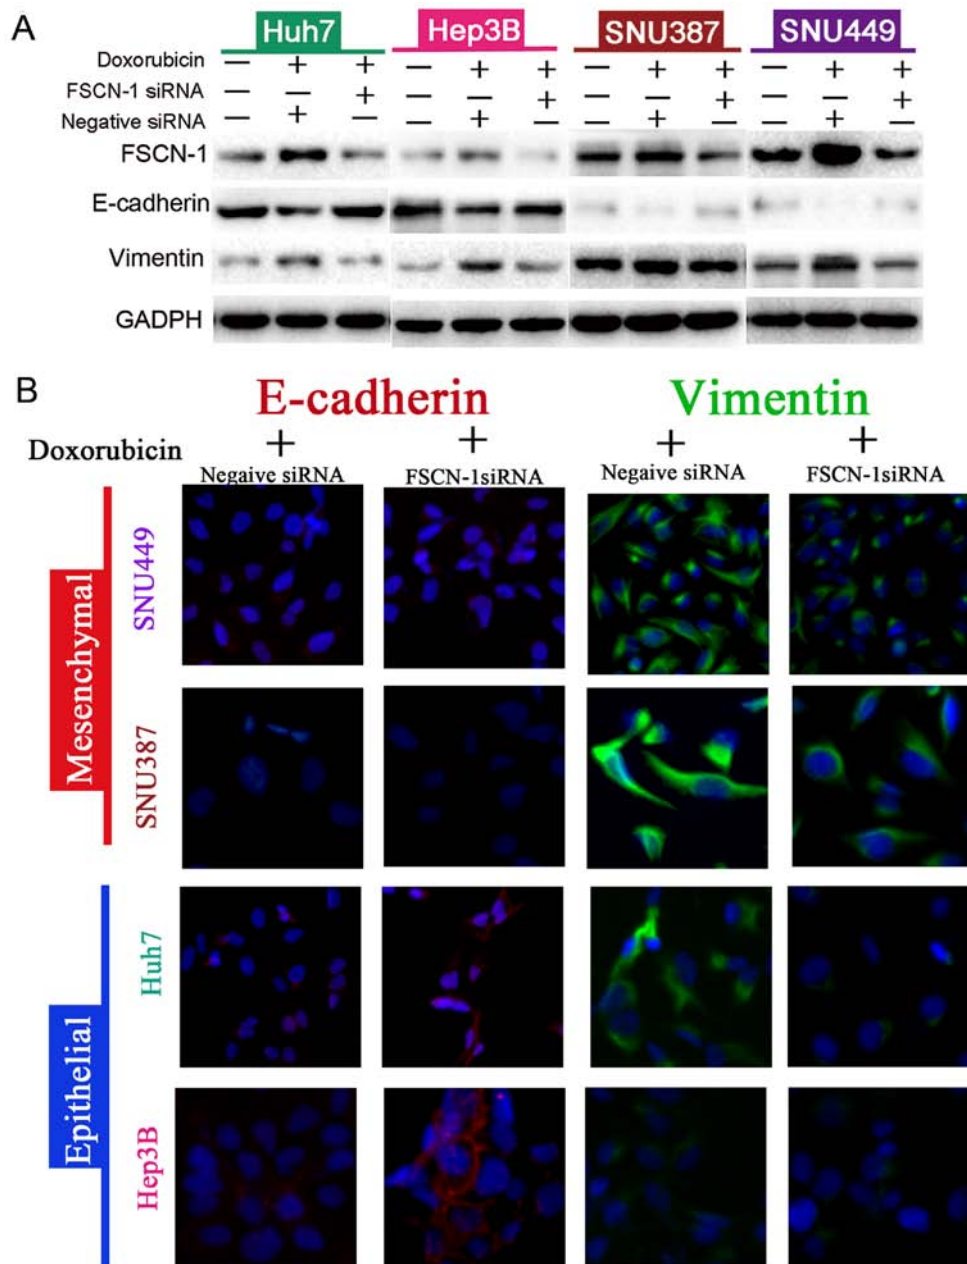 A
Huh7 Hep3B SNU387 SNU449
Doxorubicin — + + — + + — + + — + +
FSCN-1 siRNA — — + — — + — — + — — +
Negative siRNA — + — — + — — + — — + —
FSCN-1
E-cadherin
Vimentin
GADPH
B
E-cadherin Vimentin
Doxorubicin + + + +
Negaive siRNA FSCN-1siRNA Negaive siRNA FSCN-1siRNA
Mesenchymal
SNU449
SNU387
Epithelial
Huh7
Hep3B